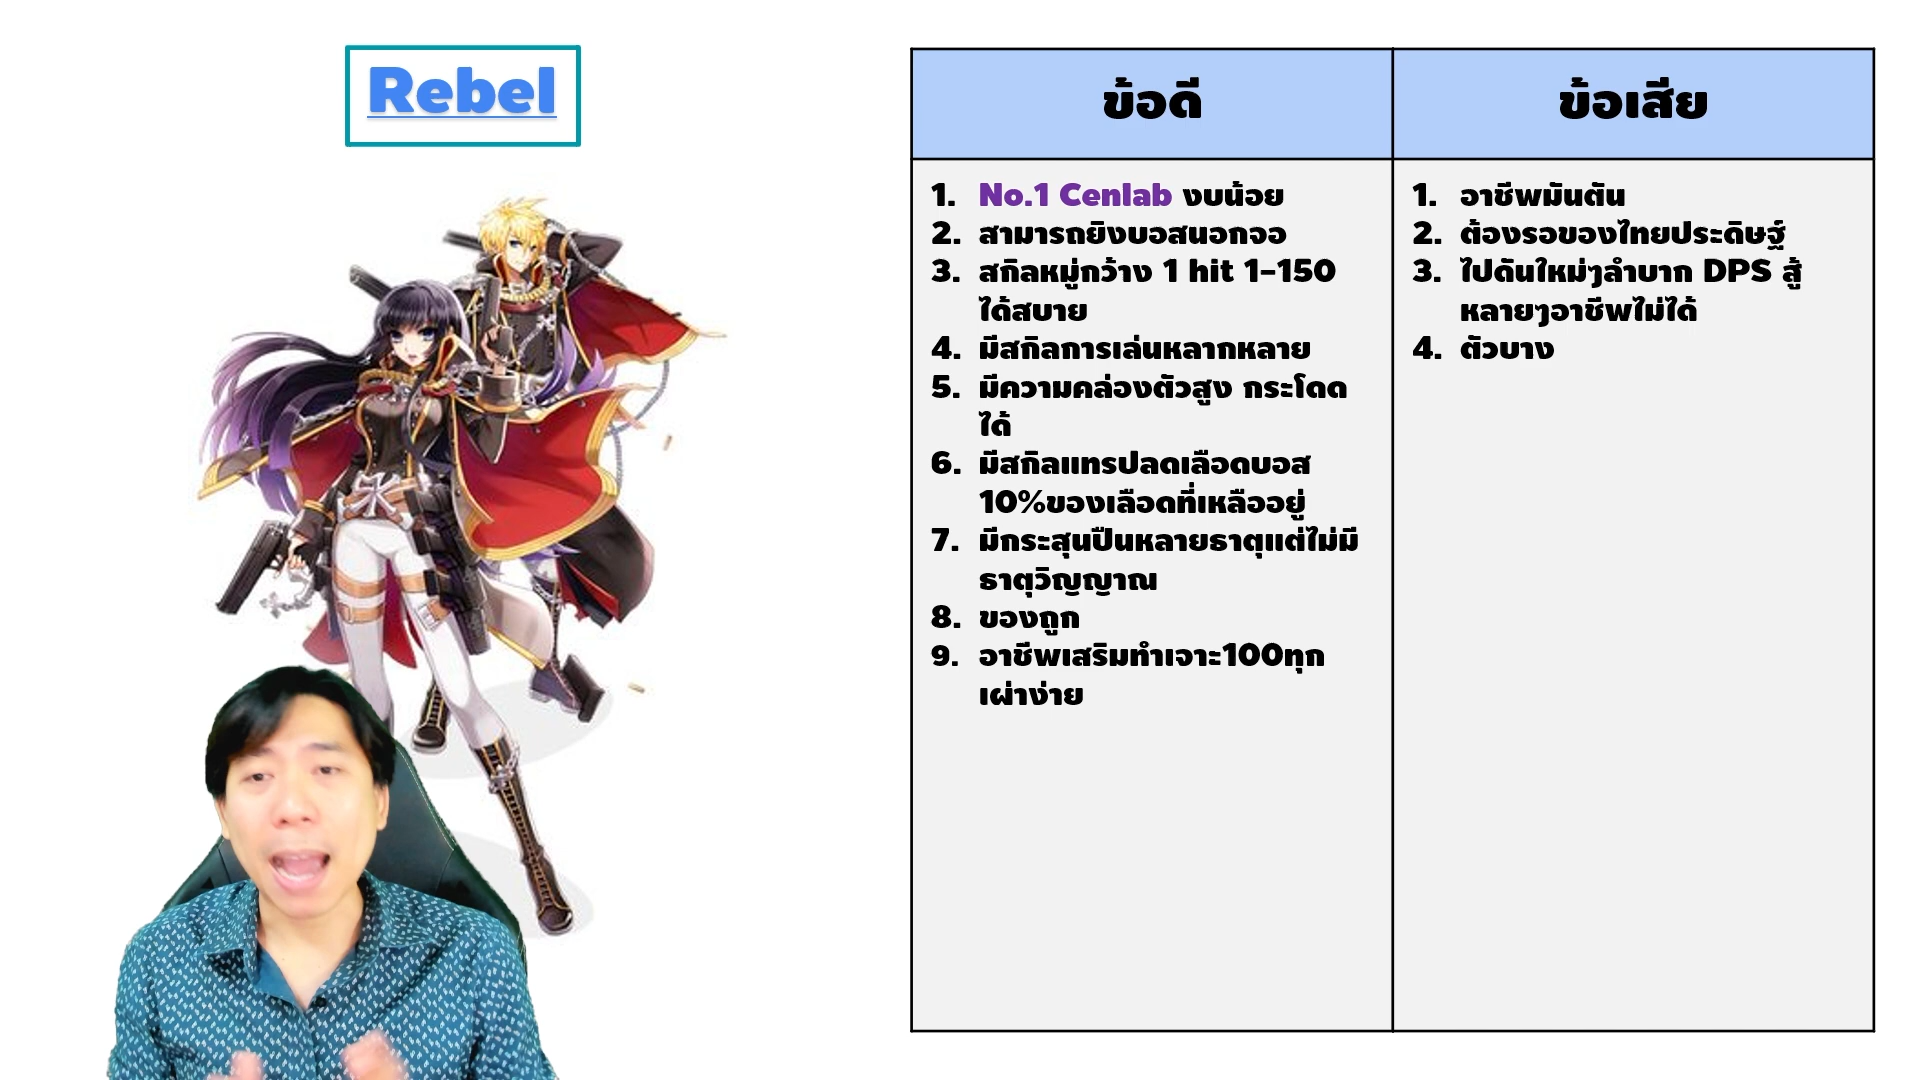 Rebel
ข้อดี
ข้อเสีย
1. No.1 Cenlab งบน้อย
2. สามารถยิงบอสนอกจอ
3. สกิลหมู่กว้าง 1 hit 1-150
ได้สบาย
4. มีสกิลการเล่นหลากหลาย
5. มีความคล่องตัวสูง กระโดด
ได้
6. มีสกิลแทรปลดเลือดบอส
10%ของเลือดที่เหลืออยู่
7. มีกระสุนปืนหลายธาตุแต่ไม่มี
ธาตุวิญญาณ
8. ของถูก
9. อาชีพเสริมทำเจาะ100ทุก
เผ่าง่าย
1. อาชีพมันตัน
2. ต้องรอของไทยประดิษฐ์
3. ไปดันใหม่ๆลำบาก DPS สู้
หลายๆอาชีพไม่ได้
4. ตัวบาง